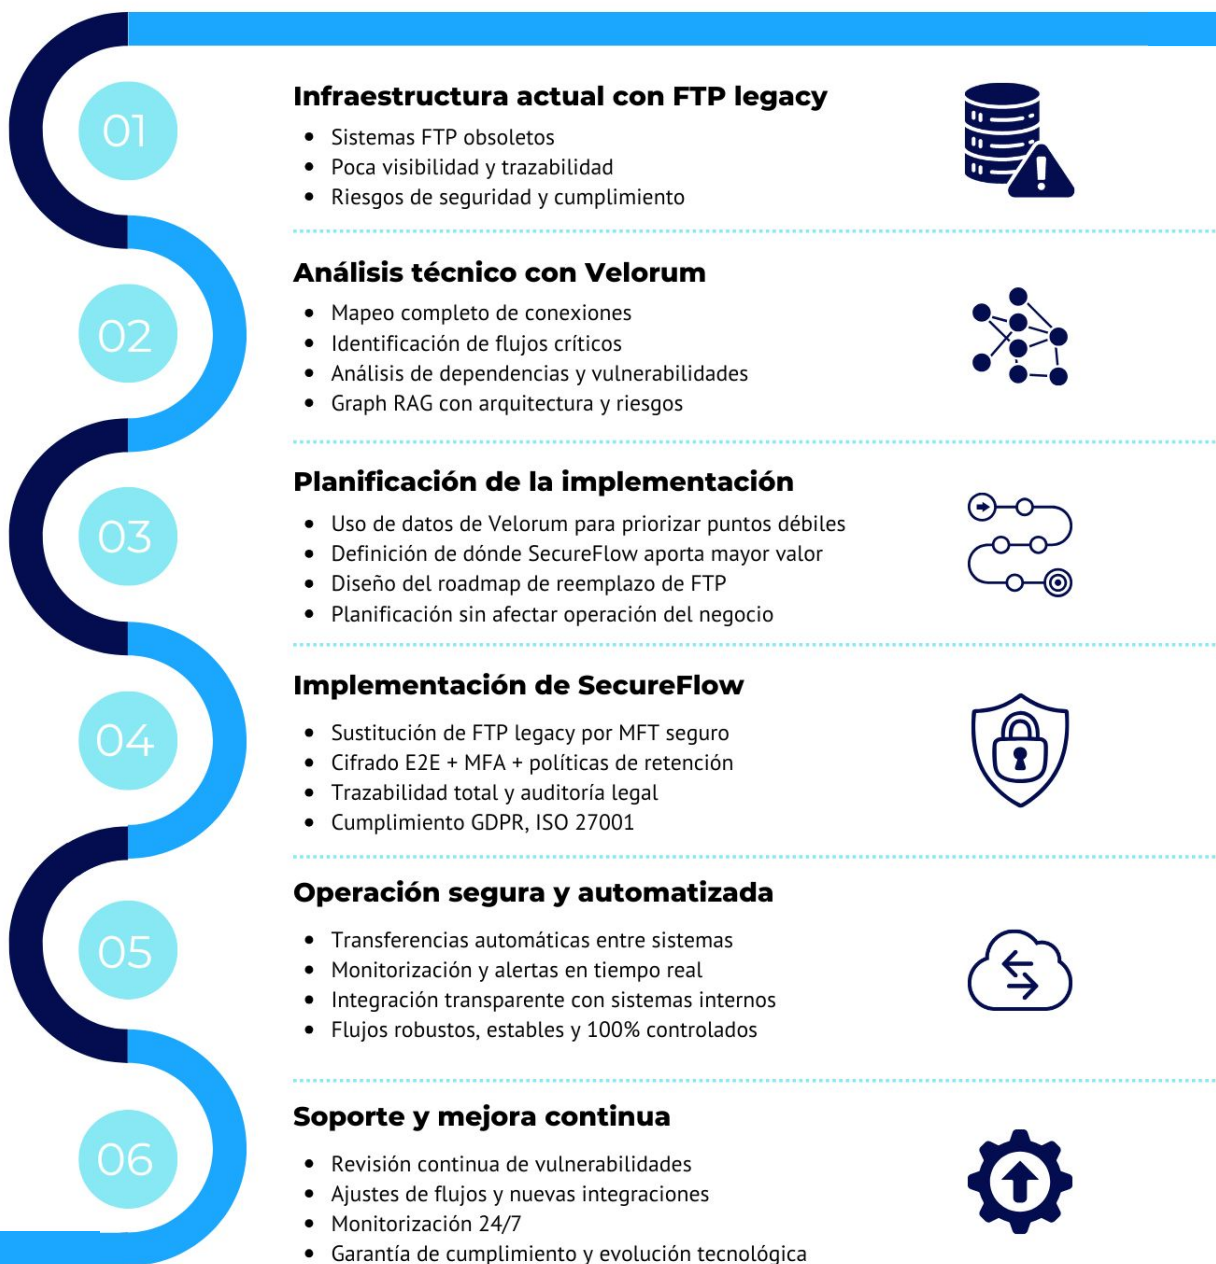 01
Infraestructura actual con FTP legacy
• Sistemas FTP obsoletos
• Poca visibilidad y trazabilidad
• Riesgos de seguridad y cumplimiento
02
Análisis técnico con Velorum
• Mapeo completo de conexiones
• Identificación de flujos críticos
• Análisis de dependencias y vulnerabilidades
• Graph RAG con arquitectura y riesgos
03
Planificación de la implementación
• Uso de datos de Velorum para priorizar puntos débiles
• Definición de dónde SecureFlow aporta mayor valor
• Diseño del roadmap de reemplazo de FTP
• Planificación sin afectar operación del negocio
04
Implementación de SecureFlow
• Sustitución de FTP legacy por MFT seguro
• Cifrado E2E + MFA + políticas de retención
• Trazabilidad total y auditoría legal
• Cumplimiento GDPR, ISO 27001
05
Operación segura y automatizada
• Transferencias automáticas entre sistemas
• Monitorización y alertas en tiempo real
• Integración transparente con sistemas internos
• Flujos robustos, estables y 100% controlados
06
Soporte y mejora continua
• Revisión continua de vulnerabilidades
• Ajustes de flujos y nuevas integraciones
• Monitorización 24/7
• Garantía de cumplimiento y evolución tecnológica